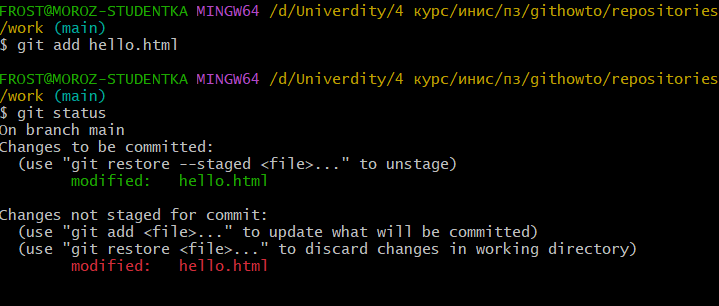 FROST@MOROZ-STUDENTKA MINGW64 /d/Univerdity/4 курс/инис/пз/githowto/repositories
/work (main)
$ git add hello.html
FROST@MOROZ-STUDENTKA MINGW64 /d/Univerdity/4 курс/инис/пз/githowto/repositories
/work (main)
$ git status
On branch main
Changes to be committed:
  (use "git restore --staged <file>..." to unstage)
        modified:   hello.html
Changes not staged for commit:
  (use "git add <file>..." to update what will be committed)
  (use "git restore <file>..." to discard changes in working directory)
        modified:   hello.html